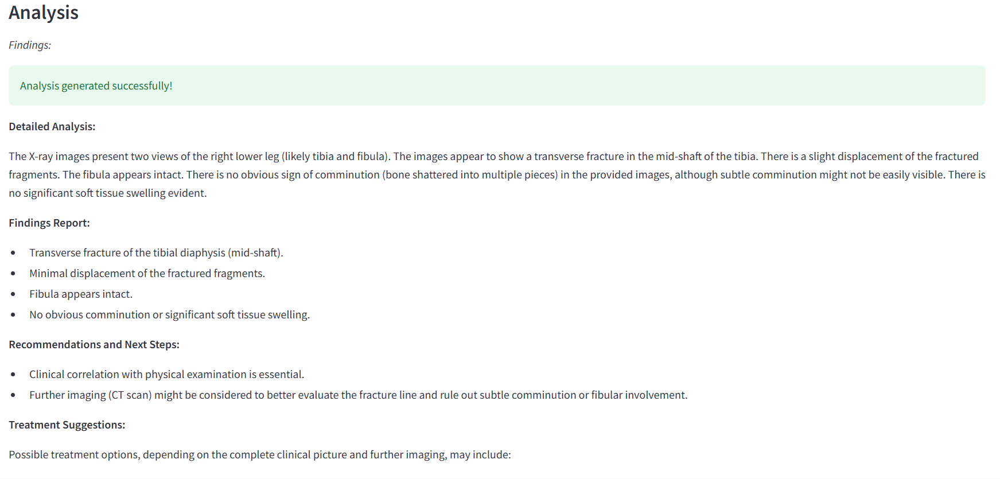 Analysis
Findings:
Analysis generated successfully!
Detailed Analysis:
The X-ray images present two views of the right lower leg (likely tibia and fibula). The images appear to show a transverse fracture in the mid-shaft of the tibia. There is a slight displacement of the fractured
fragments. The fibula appears intact. There is no obvious sign of comminution (bone shattered into multiple pieces) in the provided images, although subtle comminution might not be easily visible. There is
no significant soft tissue swelling evident.
Findings Report:
• Transverse fracture of the tibial diaphysis (mid-shaft).
• Minimal displacement of the fractured fragments.
• Fibula appears intact.
• No obvious comminution or significant soft tissue swelling.
Recommendations and Next Steps:
• Clinical correlation with physical examination is essential.
• Further imaging (CT scan) might be considered to better evaluate the fracture line and rule out subtle comminution or fibular involvement.
Treatment Suggestions:
Possible treatment options, depending on the complete clinical picture and further imaging, may include: